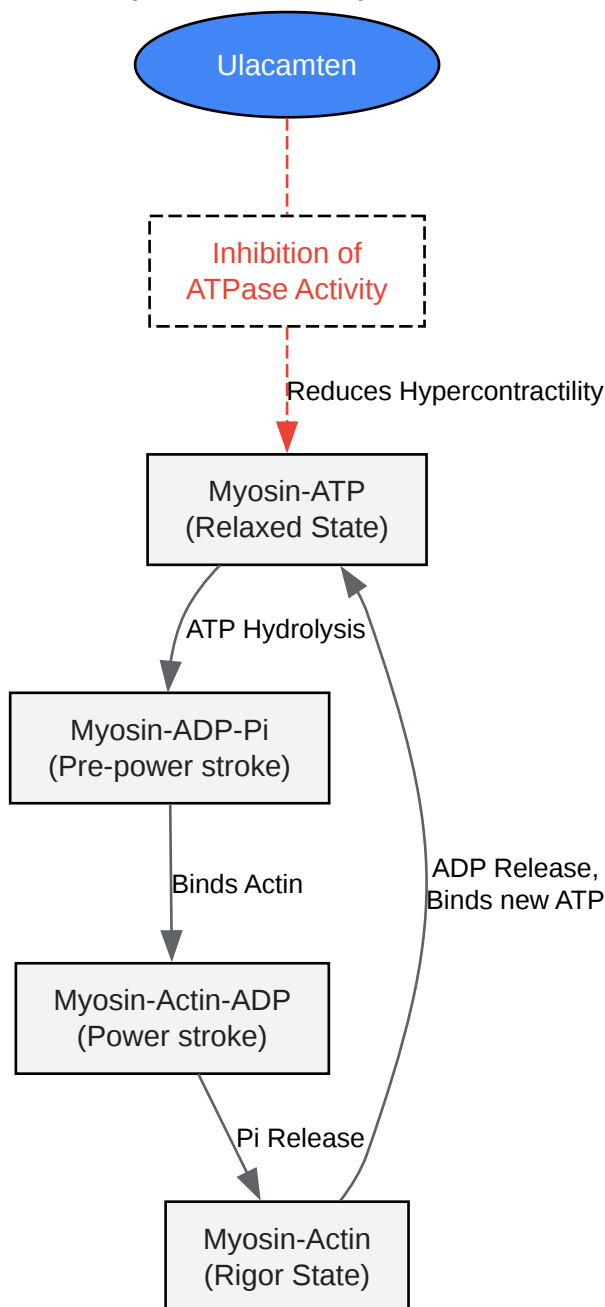 Ulacamten
Inhibition of
ATPase Activity
Reduces Hypercontractility
Myosin-ATP
(Relaxed State)
ATP Hydrolysis
Myosin-ADP-Pi
(Pre-power stroke)
Binds Actin
ADP Release,
Binds new ATP
Myosin-Actin-ADP
(Power stroke)
Pi Release
Myosin-Actin
(Rigor State)